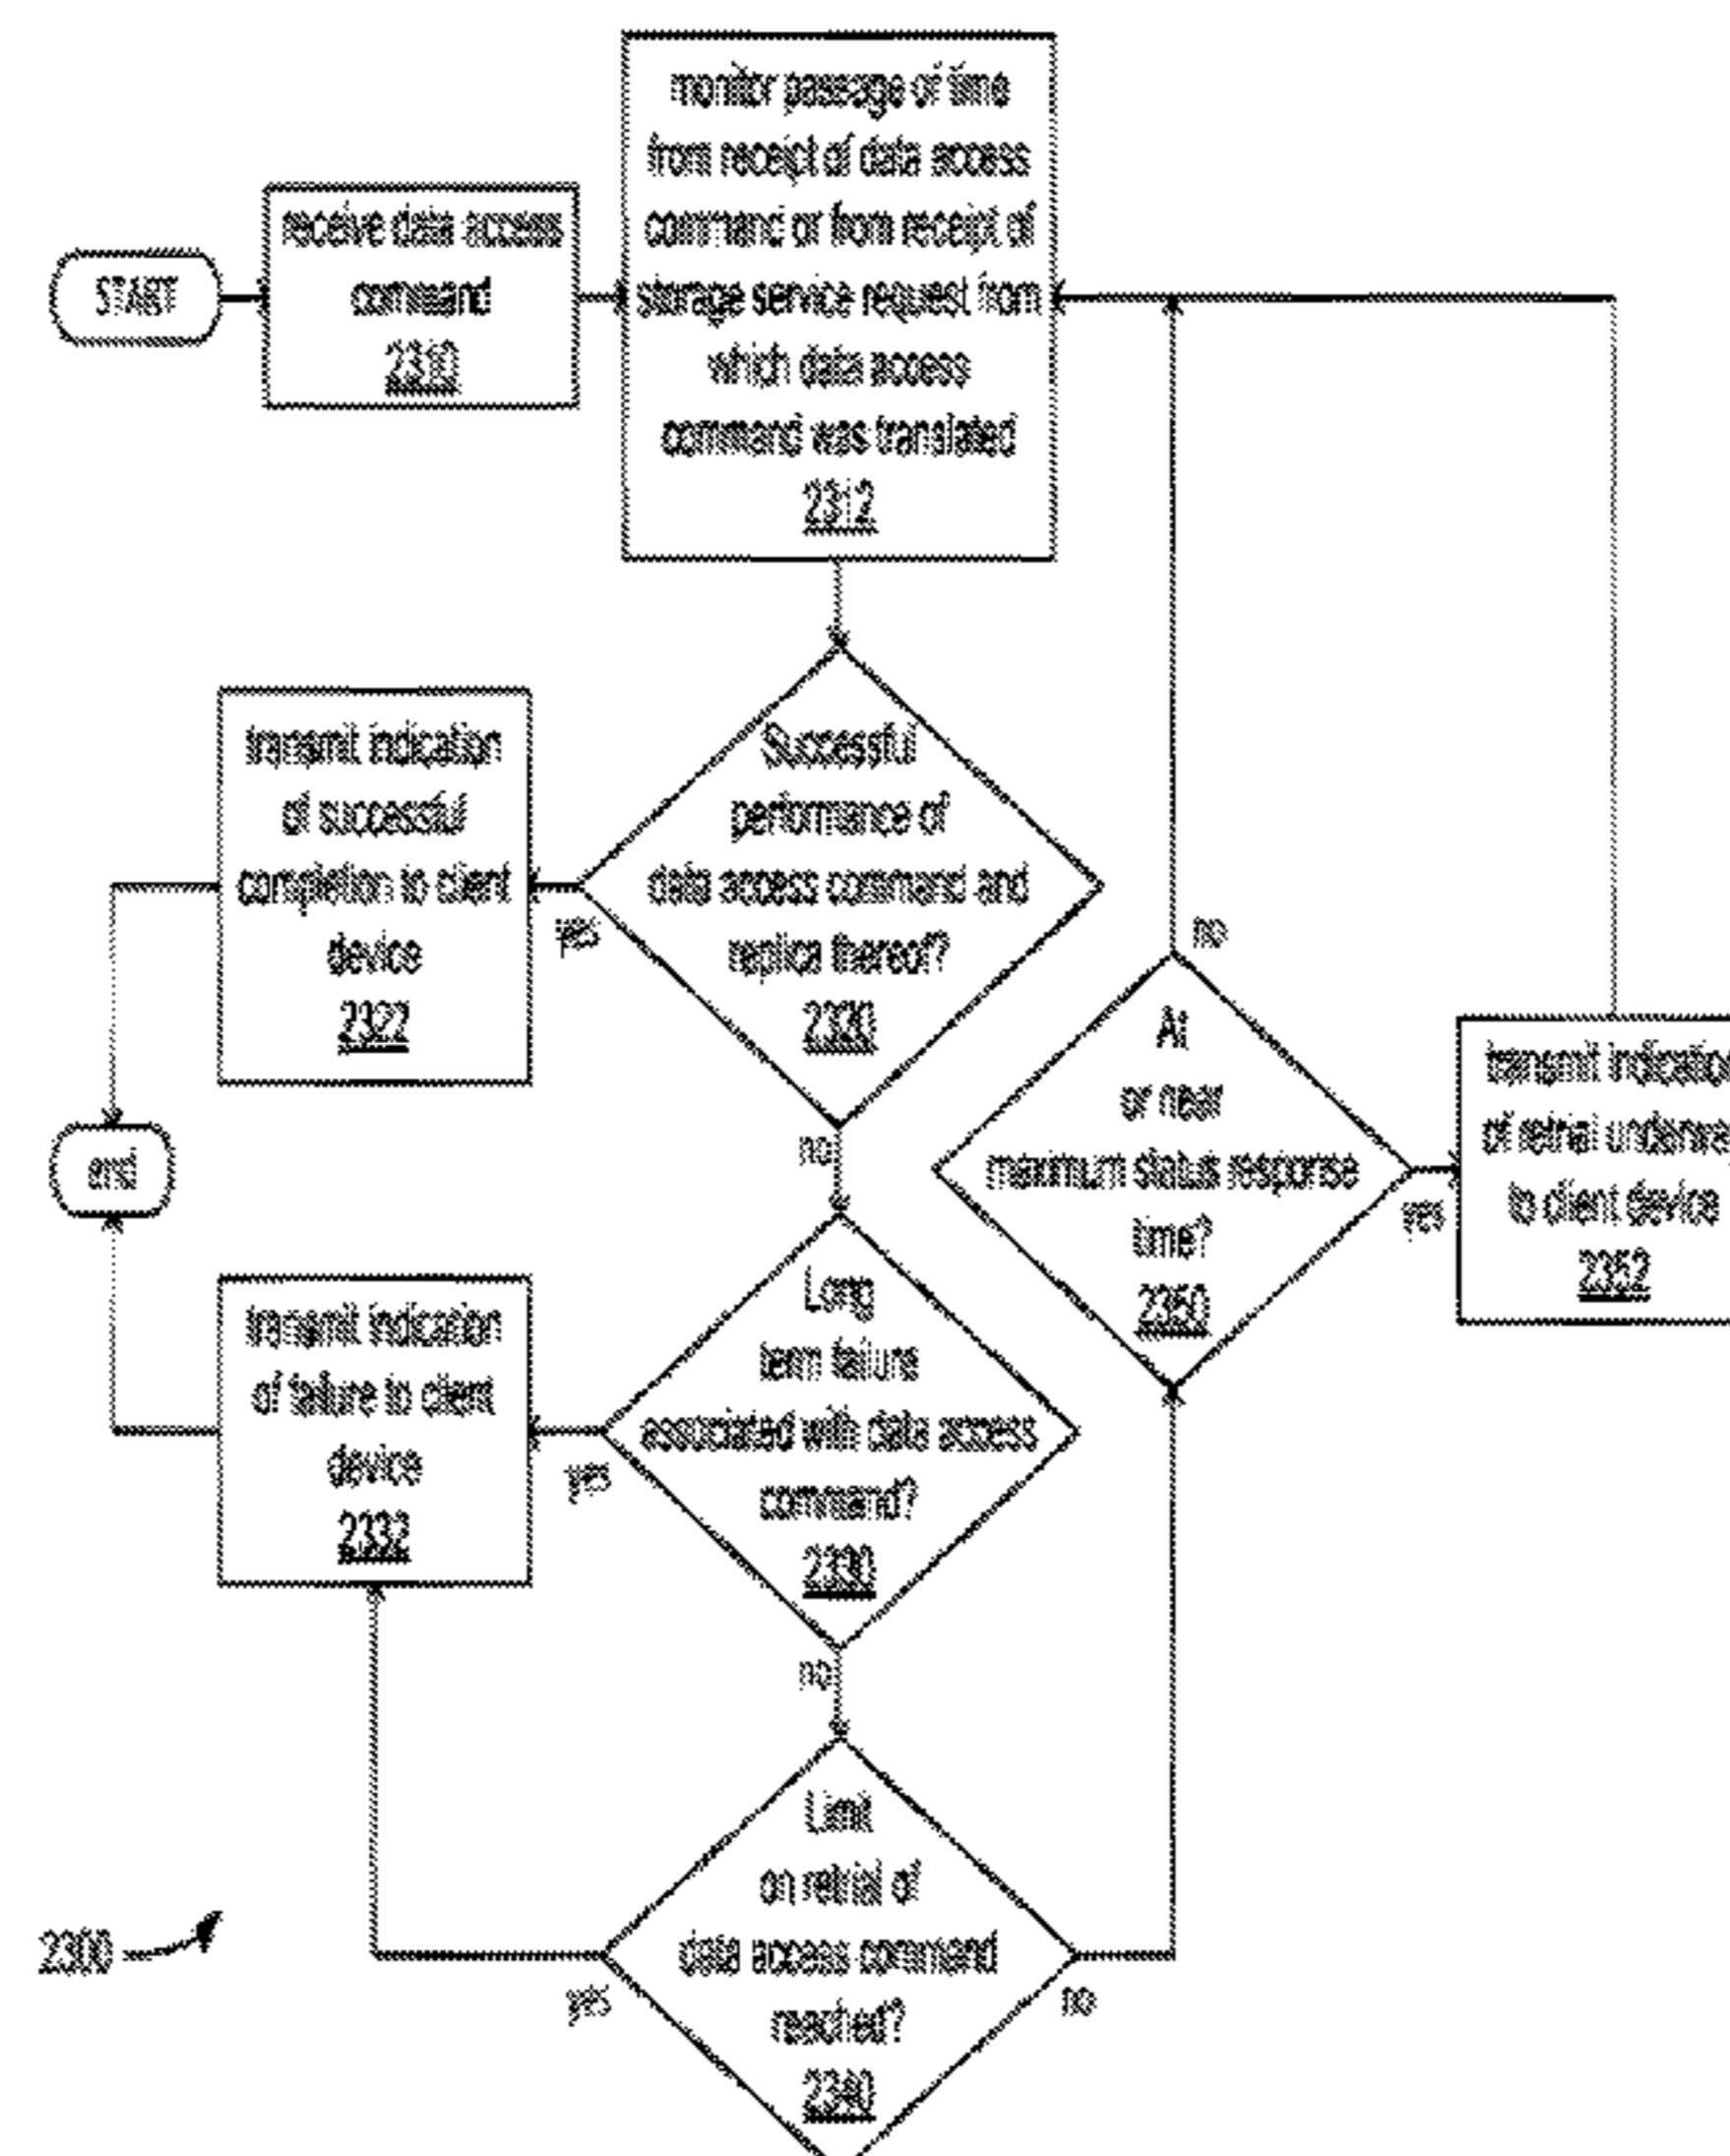 START
receive data access
command
2310
monitor passage of time
from receipt of data access
command or from receipt of
storage service request from
which data access
command was translated
2312
Successful
performance of
data access command and
replica thereof?
2320
yes
no
transmit indication
of successful
completion to client
device
2322
end
Long
term failure
associated with data access
command?
2330
yes
no
transmit indication
of failure to client
device
2332
Limit
on retrial of
data access command
reached?
2340
yes
no
At
or near
maximum status response
time?
2350
no
yes
transmit indication
of retrial underway
to client device
2352
2300